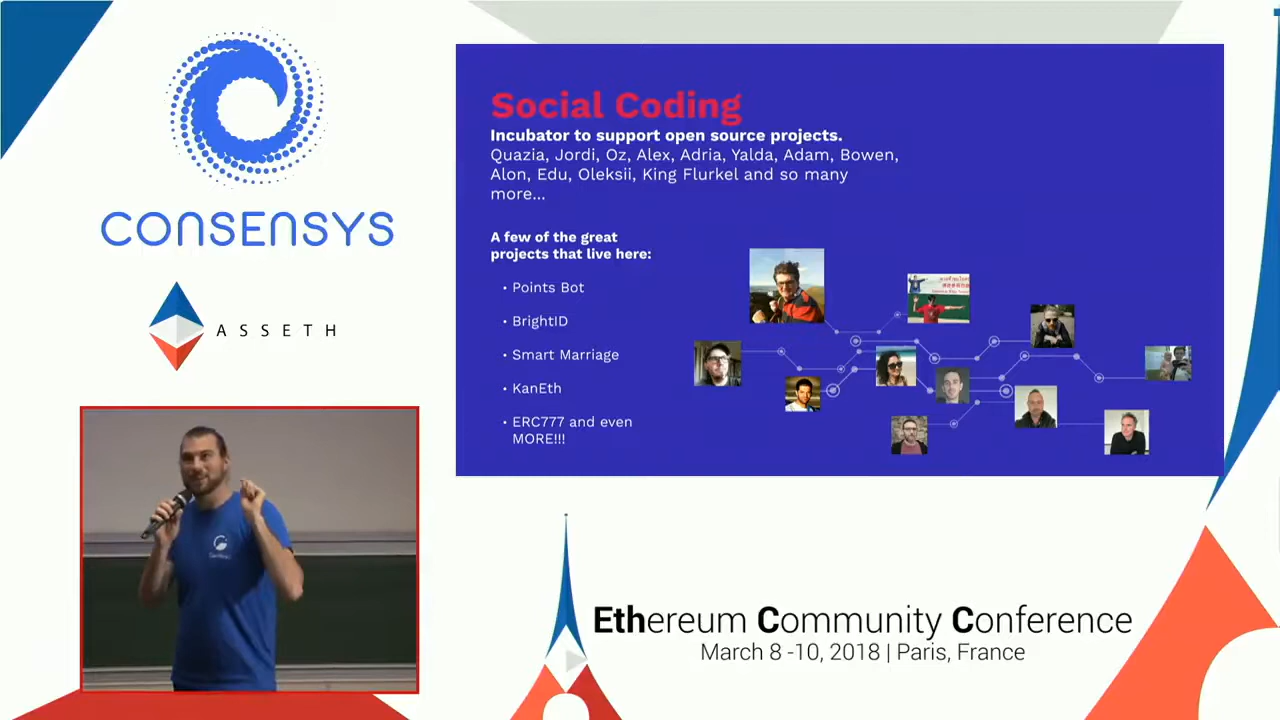 CONSENSYS
ASSETH
Social Coding
Incubator to support open source projects.
Quazia, Jordi, Oz, Alex, Adria, Yalda, Adam, Bowen,
Alon, Edu, Oleksii, King Flurkel and so many
more...
A few of the great
projects that live here:
• Points Bot
• BrightID
• Smart Marriage
• KanEth
• ERC777 and even
MORE!!!
Ethereum Community Conference
March 8 -10, 2018 | Paris, France